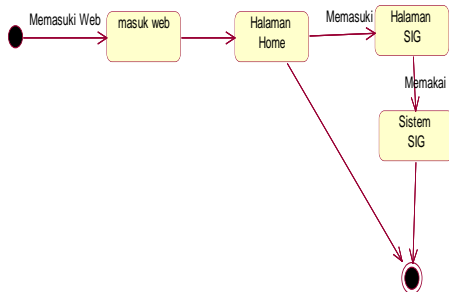 Memasuki Web
masuk web
Halaman
Home
Memasuki
Halaman
SIG
Memakai
Sistem
SIG